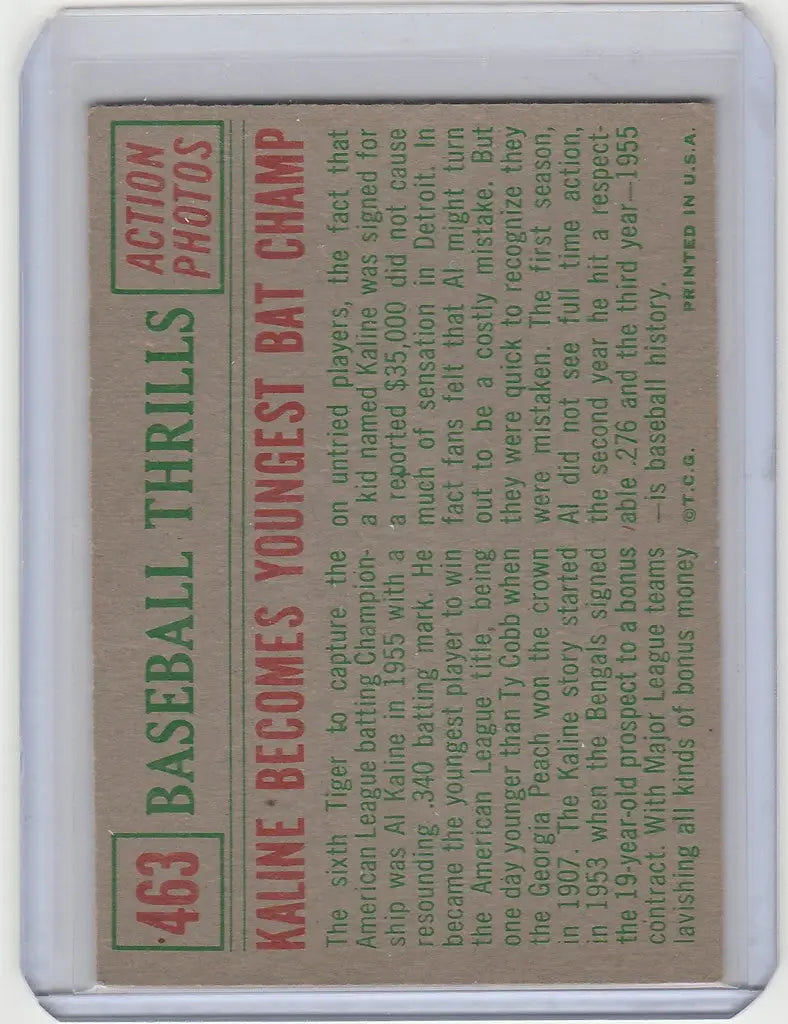 463
BASEBALL THRILLS
ACTION
PHOTOS
KALINE BECOMES YOUNGEST BAT CHAMP
The sixth Tiger to capture the
American League batting Champion-
ship was Al Kaline in 1955 with a
resounding .340 batting mark. He
became the youngest player to win
the American League title, being
one day younger than Ty Cobb when
the Georgia Peach won the crown
in 1907. The Kaline story started
in 1953 when the Bengals signed
the 19-year-old prospect to a bonus
contract. With Major League teams
lavishing all kinds of bonus money
on untried players, the fact that
a kid named Kaline was signed for
a reported $35,000 did not cause
much of sensation in Detroit. In
fact fans felt that Al might turn
out to be a costly mistake. But
they were quick to recognize they
were mistaken. The first season,
Al did not see full time action,
the second year he hit a respect-
able .276 and the third year—1955
—is baseball history.
©T.C.G. PRINTED IN U.S.A.